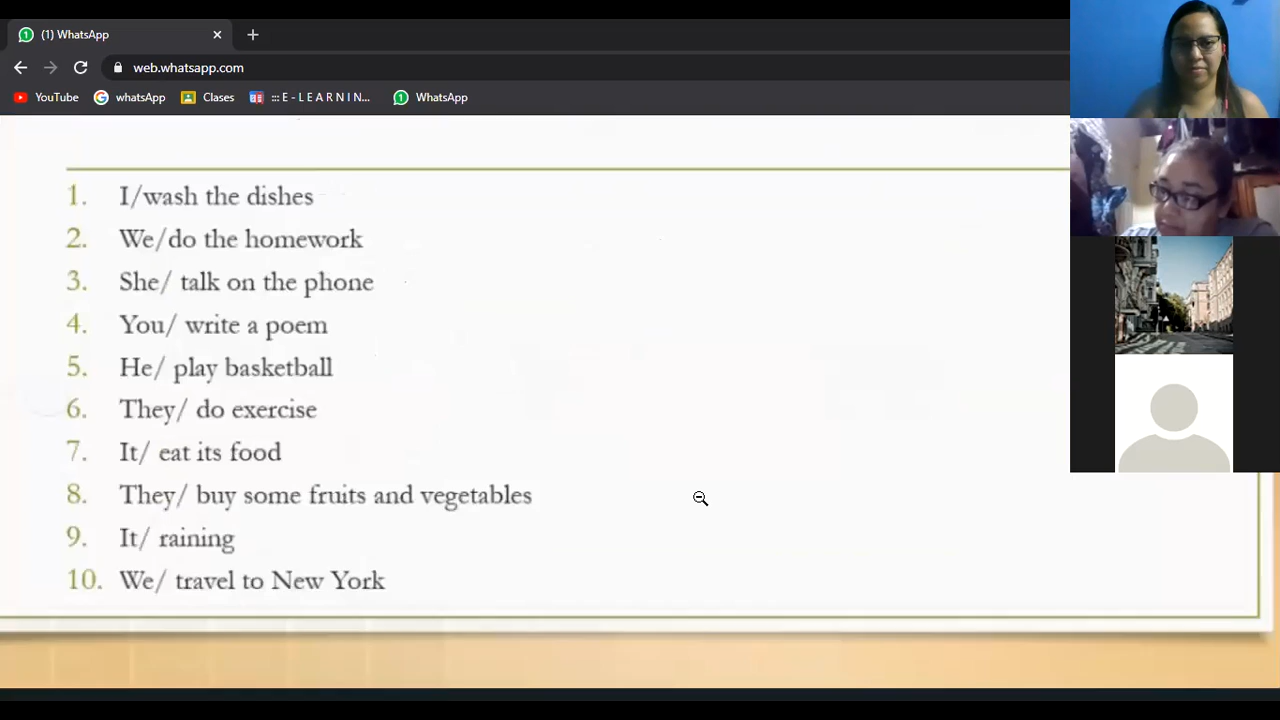 (1) WhatsApp
web.whatsapp.com
YouTube whatsApp Clases ::: E - L E A R N I N... WhatsApp
1. I/wash the dishes
2. We/do the homework
3. She/ talk on the phone
4. You/ write a poem
5. He/ play basketball
6. They/ do exercise
7. It/ eat its food
8. They/ buy some fruits and vegetables
9. It/ raining
10. We/ travel to New York